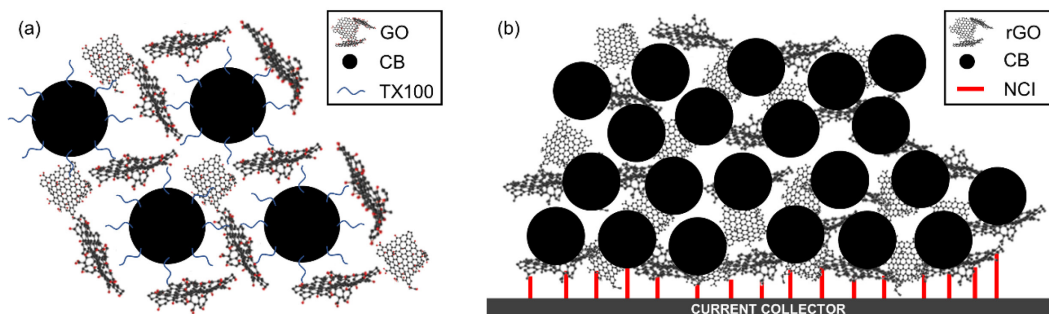 (a)
GO
CB
TX100
(b)
rGO
CB
NCI
CURRENT COLLECTOR